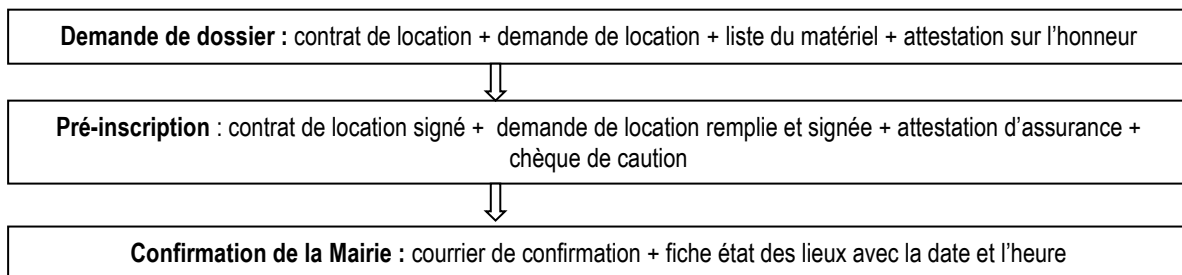 Demande de dossier : contrat de location + demande de location + liste du matériel + attestation sur l’honneur
Pré-inscription : contrat de location signé + demande de location remplie et signée + attestation d’assurance +
chèque de caution
Confirmation de la Mairie : courrier de confirmation + fiche état des lieux avec la date et l’heure